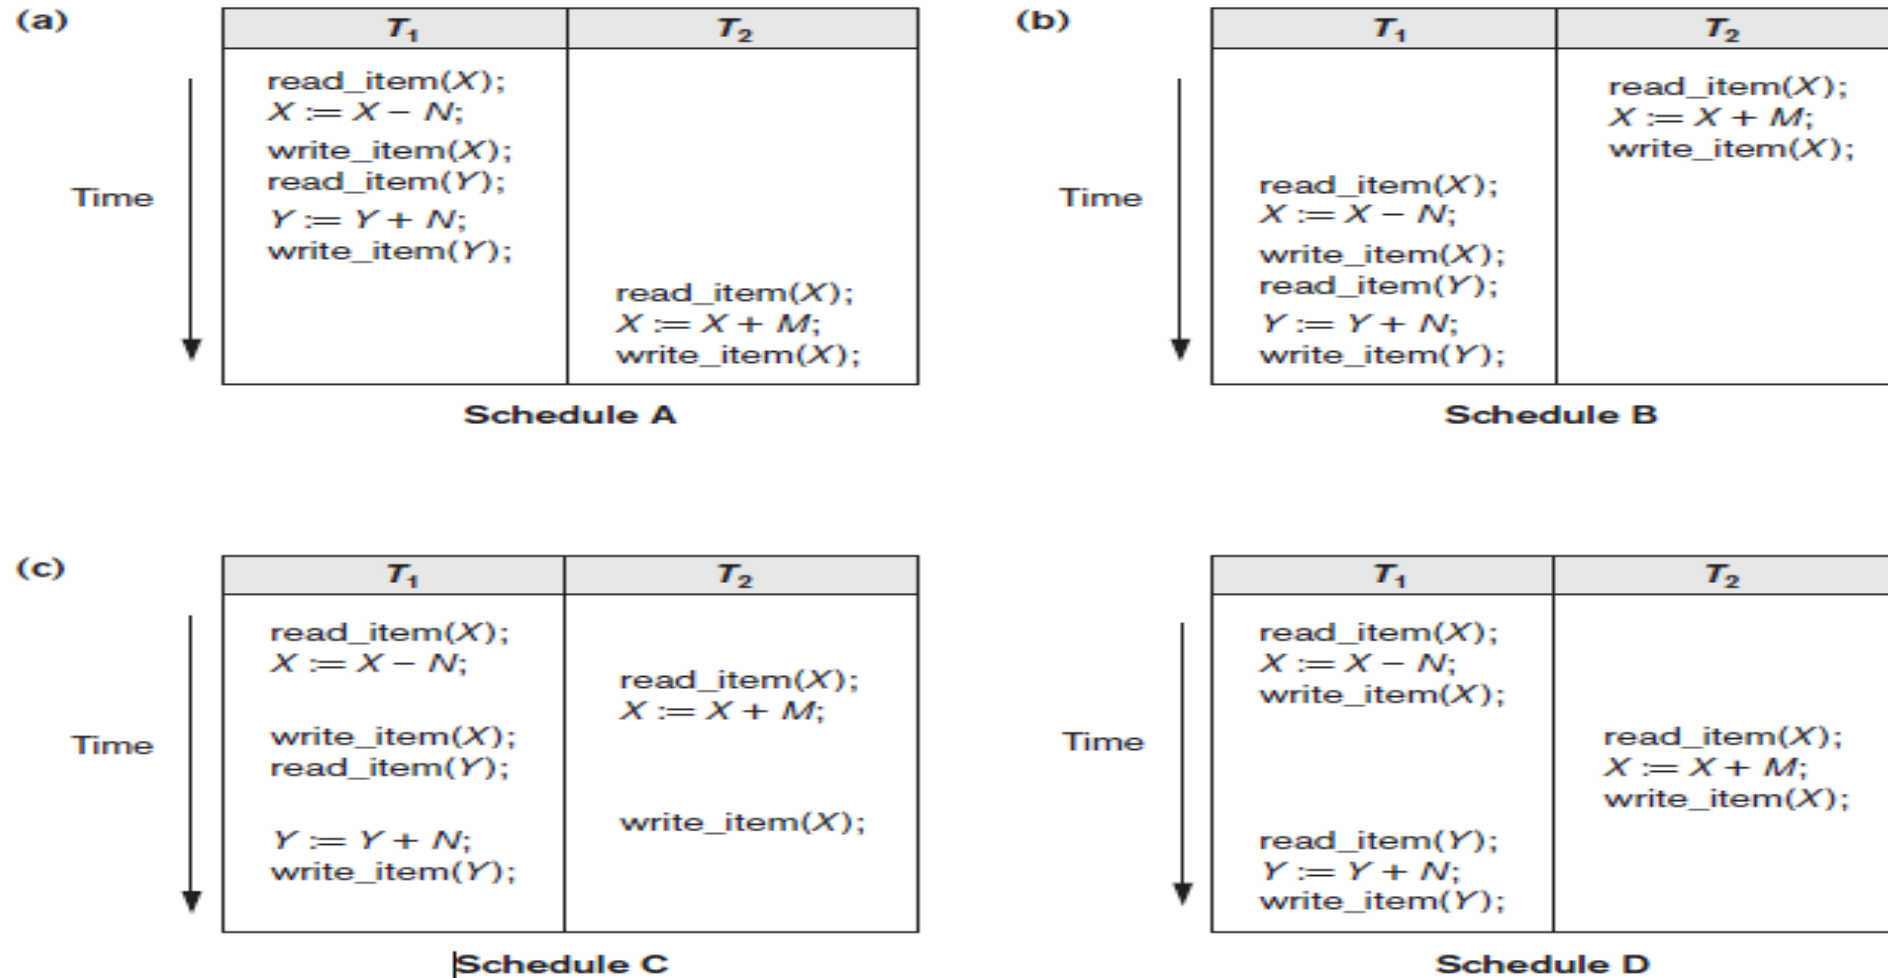 (a)
T1 T2
read_item(X);
X := X – N;
write_item(X);
read_item(Y);
Time
Y := Y + N;
write_item(Y);
read_item(X);
X := X + M;
write_item(X);
Schedule A
(b)
T1 T2
read_item(X);
X := X + M;
write_item(X);
Time
read_item(X);
X := X – N;
write_item(X);
read_item(Y);
Y := Y + N;
write_item(Y);
Schedule B
(c)
T1 T2
read_item(X);
X := X – N;
read_item(X);
X := X + M;
Time
write_item(X);
read_item(Y);
write_item(X);
Y := Y + N;
write_item(Y);
Schedule C
T1 T2
read_item(X);
X := X – N;
write_item(X);
Time
read_item(X);
X := X + M;
write_item(X);
read_item(Y);
Y := Y + N;
write_item(Y);
Schedule D